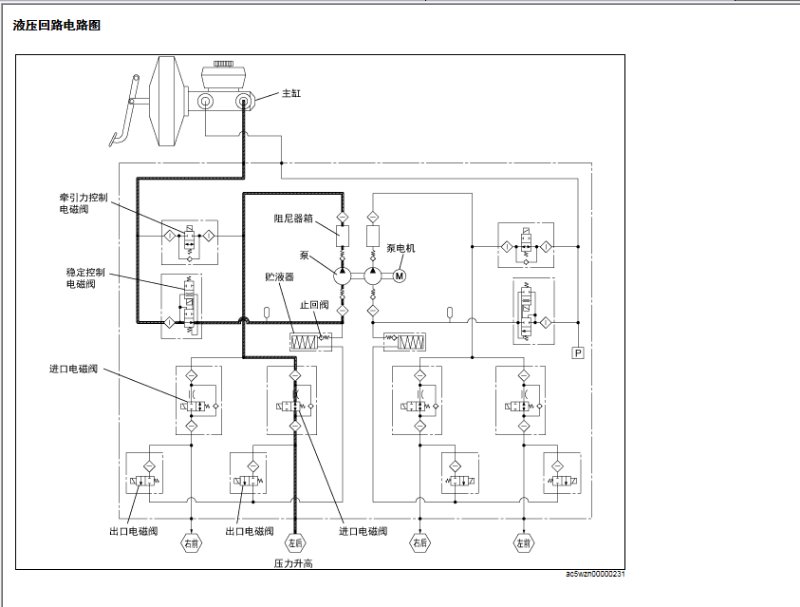 液压回路电路图
主缸
牵引力控制
电磁阀
阻尼器箱
泵电机
泵
M
稳定控制
电磁阀
贮液器
止回阀
P
进口电磁阀
出口电磁阀
出口电磁阀
进口电磁阀
右前
左后
右后
左前
压力升高
ac5wzn00000231